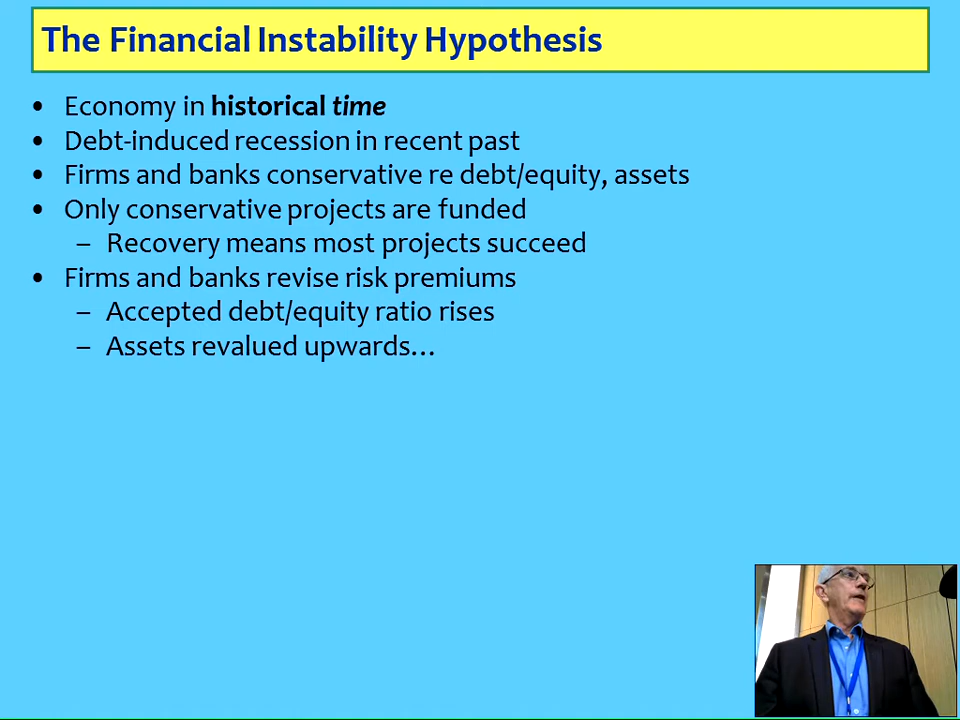 The Financial Instability Hypothesis
• Economy in historical time
• Debt-induced recession in recent past
• Firms and banks conservative re debt/equity, assets
• Only conservative projects are funded
– Recovery means most projects succeed
• Firms and banks revise risk premiums
– Accepted debt/equity ratio rises
– Assets revalued upwards…